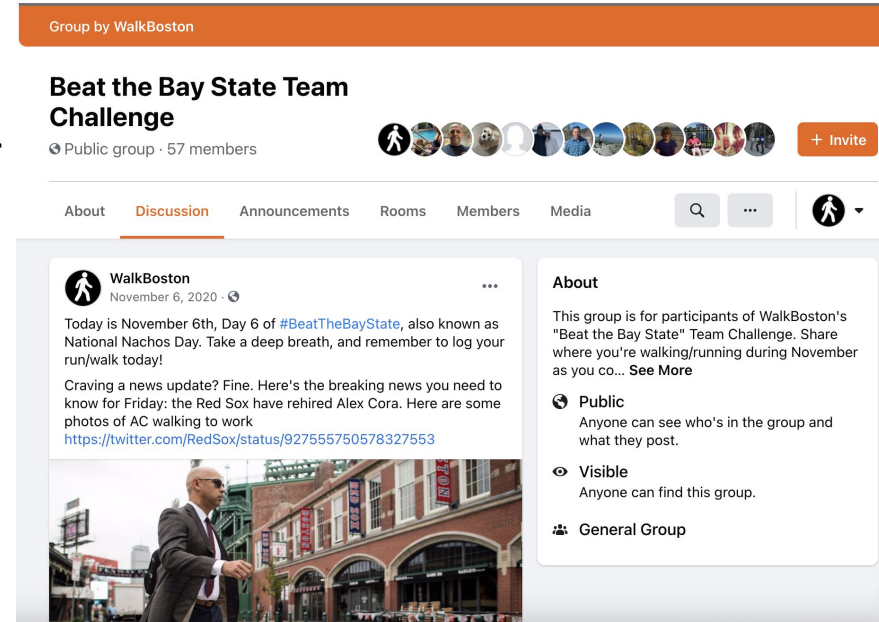 Group by WalkBoston
Beat the Bay State Team
Challenge
Public group · 57 members
+ Invite
About
Discussion
Announcements
Rooms
Members
Media
WalkBoston
November 6, 2020 ·
Today is November 6th, Day 6 of #BeatTheBayState, also known as
National Nachos Day. Take a deep breath, and remember to log your
run/walk today!
Craving a news update? Fine. Here's the breaking news you need to
know for Friday: the Red Sox have rehired Alex Cora. Here are some
photos of AC walking to work
https://twitter.com/RedSox/status/927555750578327553
RED SOX
About
This group is for participants of WalkBoston's
"Beat the Bay State" Team Challenge. Share
where you're walking/running during November
as you co... See More
Public
Anyone can see who's in the group and
what they post.
Visible
Anyone can find this group.
General Group